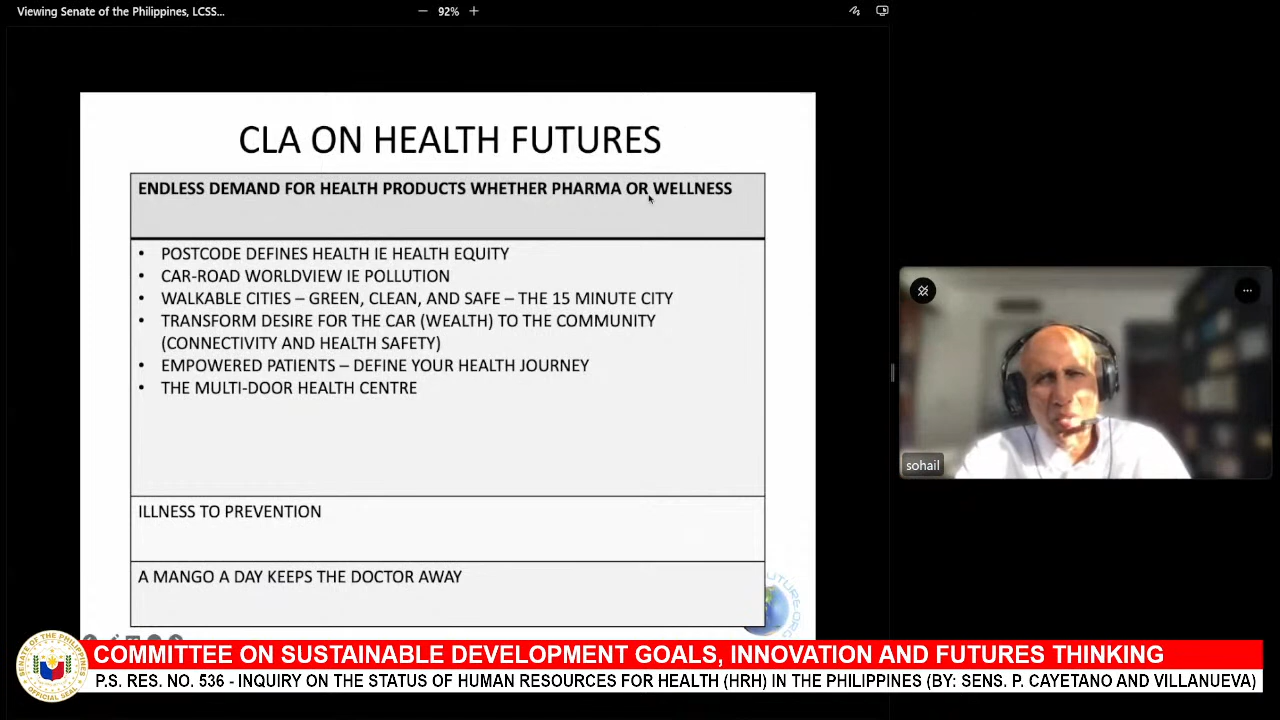 Viewing Senate of the Philippines, LCSS...
92%
CLA ON HEALTH FUTURES
ENDLESS DEMAND FOR HEALTH PRODUCTS WHETHER PHARMA OR WELLNESS
• POSTCODE DEFINES HEALTH IE HEALTH EQUITY
• CAR-ROAD WORLDVIEW IE POLLUTION
• WALKABLE CITIES – GREEN, CLEAN, AND SAFE – THE 15 MINUTE CITY
• TRANSFORM DESIRE FOR THE CAR (WEALTH) TO THE COMMUNITY
(CONNECTIVITY AND HEALTH SAFETY)
• EMPOWERED PATIENTS – DEFINE YOUR HEALTH JOURNEY
• THE MULTI-DOOR HEALTH CENTRE
ILLNESS TO PREVENTION
A MANGO A DAY KEEPS THE DOCTOR AWAY
sohail
COMMITTEE ON SUSTAINABLE DEVELOPMENT GOALS, INNOVATION AND FUTURES THINKING
P.S. RES. NO. 536 - INQUIRY ON THE STATUS OF HUMAN RESOURCES FOR HEALTH (HRH) IN THE PHILIPPINES (BY: SENS. P. CAYETANO AND VILLANUEVA)